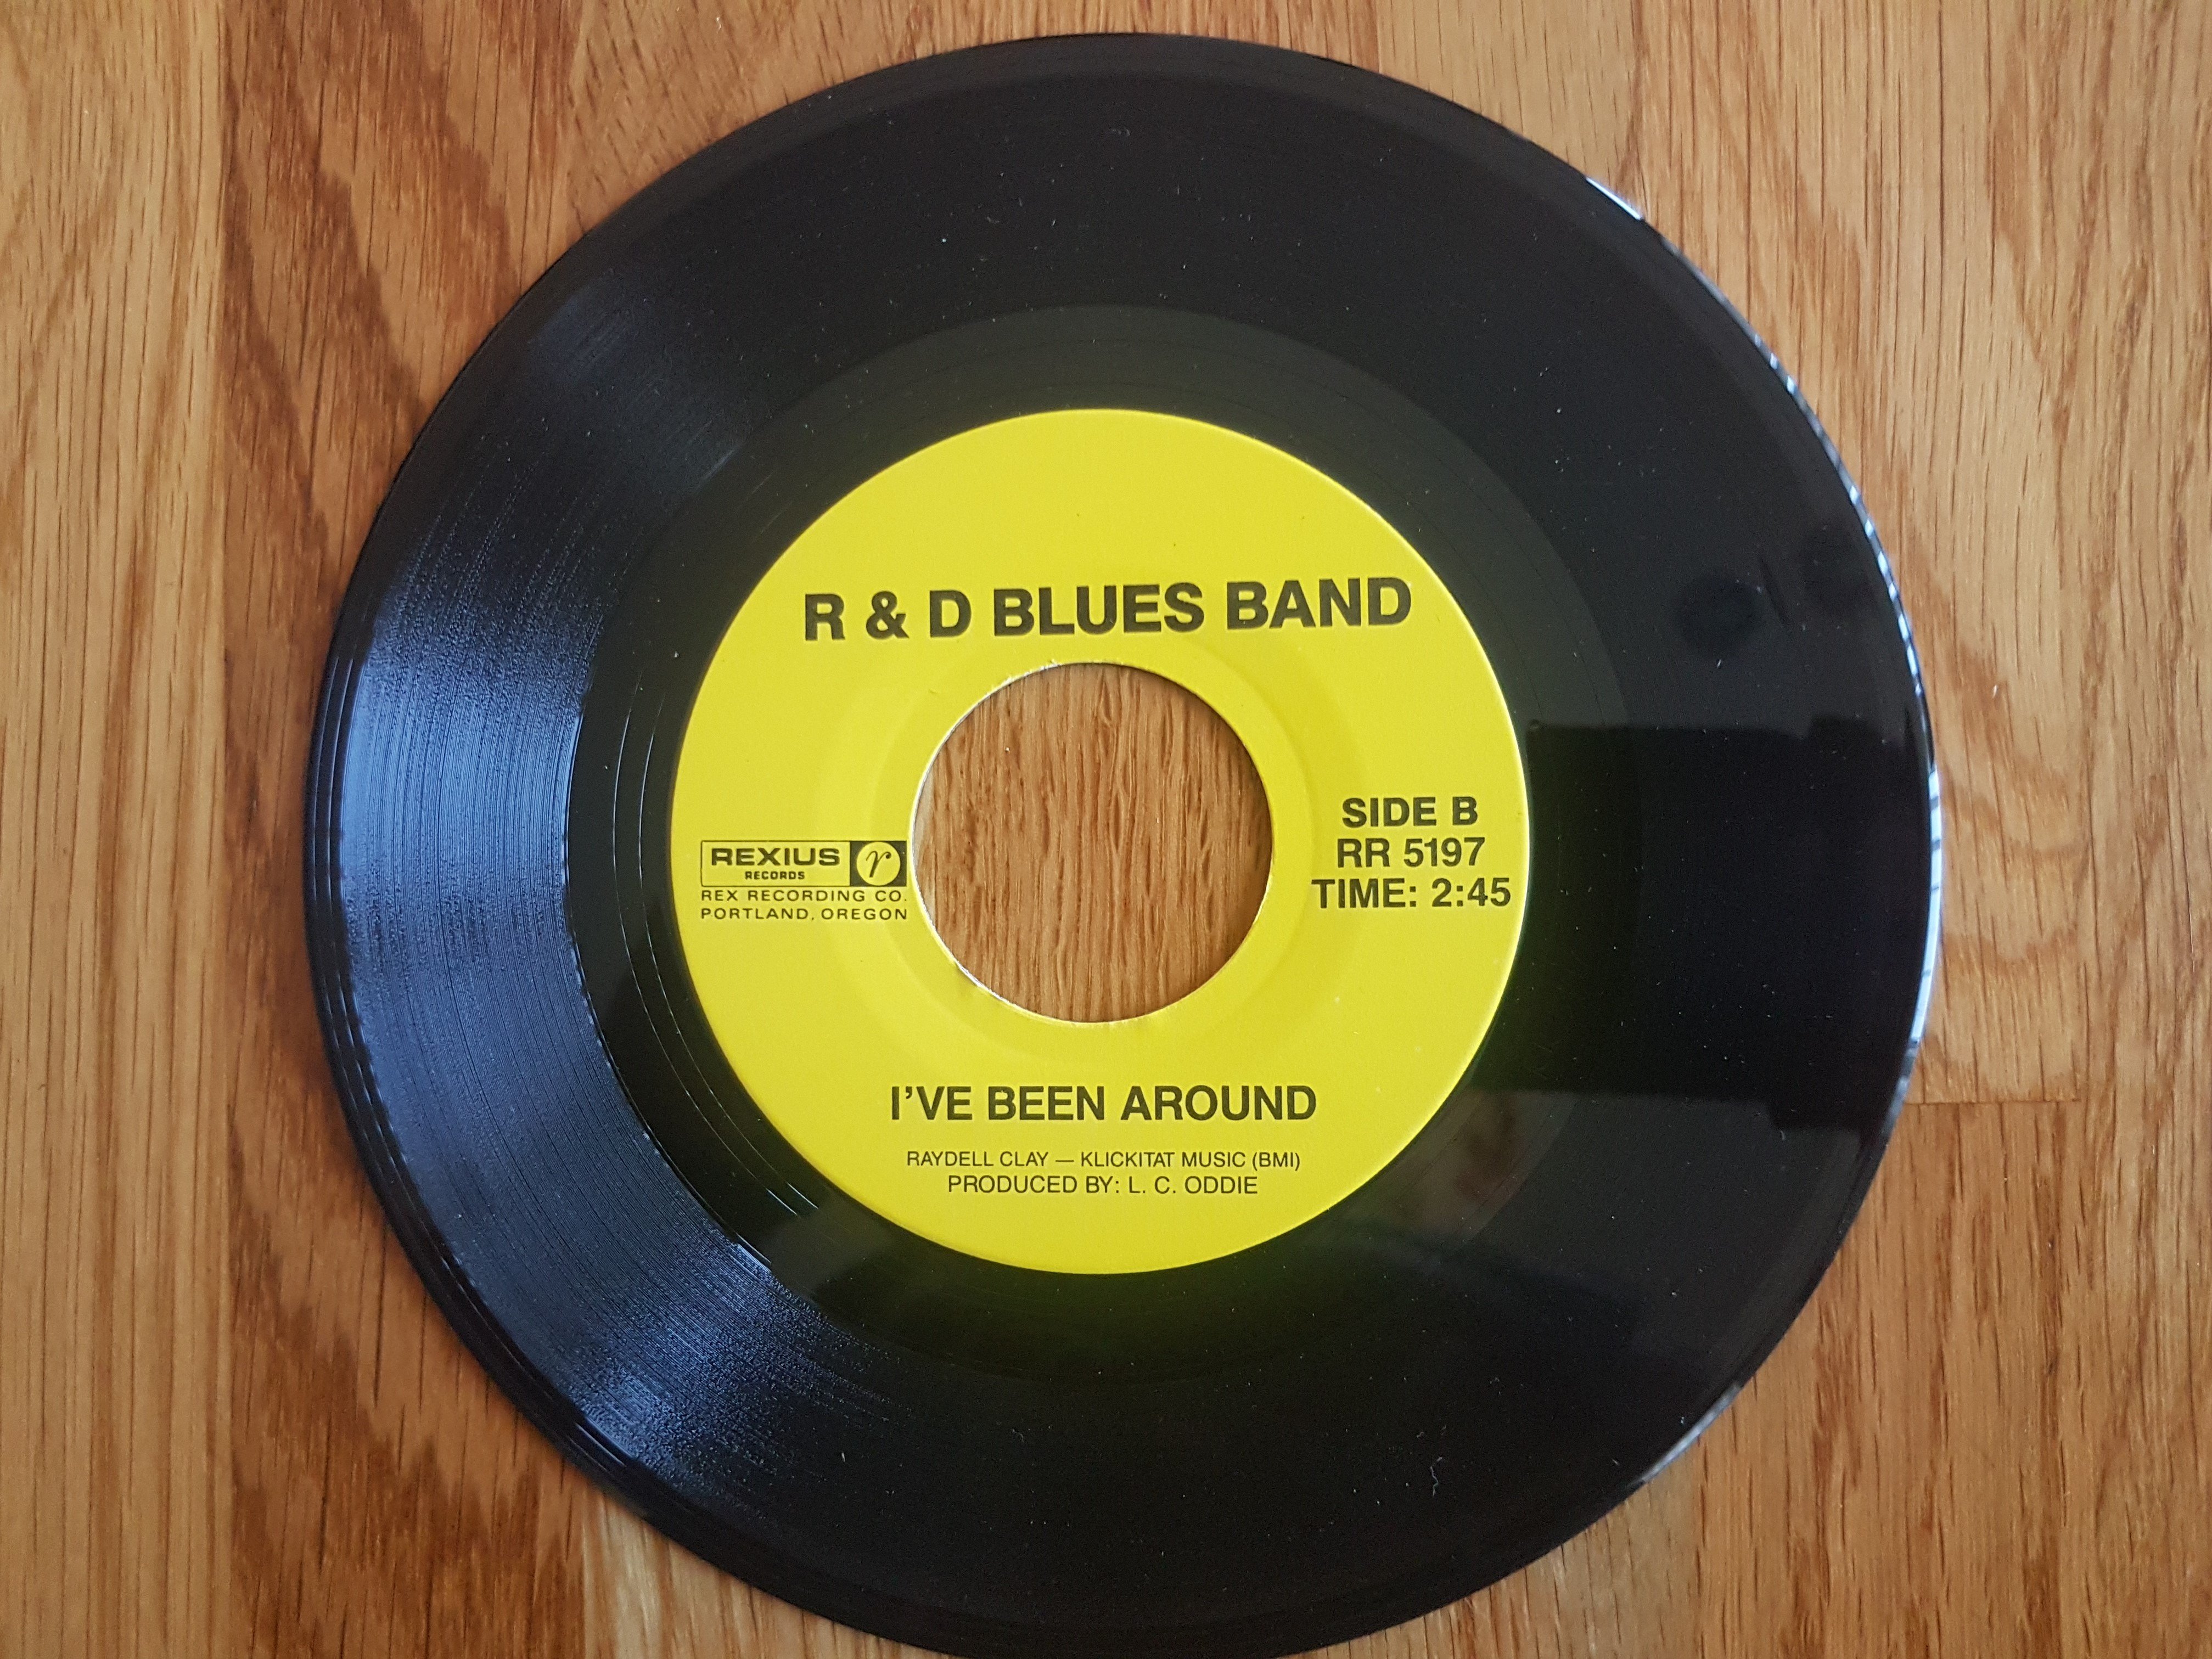 R & D BLUES BAND
REXIUS r
RECORDS
REX RECORDING CO.
PORTLAND, OREGON
SIDE B
RR 5197
TIME: 2:45
I'VE BEEN AROUND
RAYDELL CLAY — KLICKITAT MUSIC (BMI)
PRODUCED BY: L. C. ODDIE